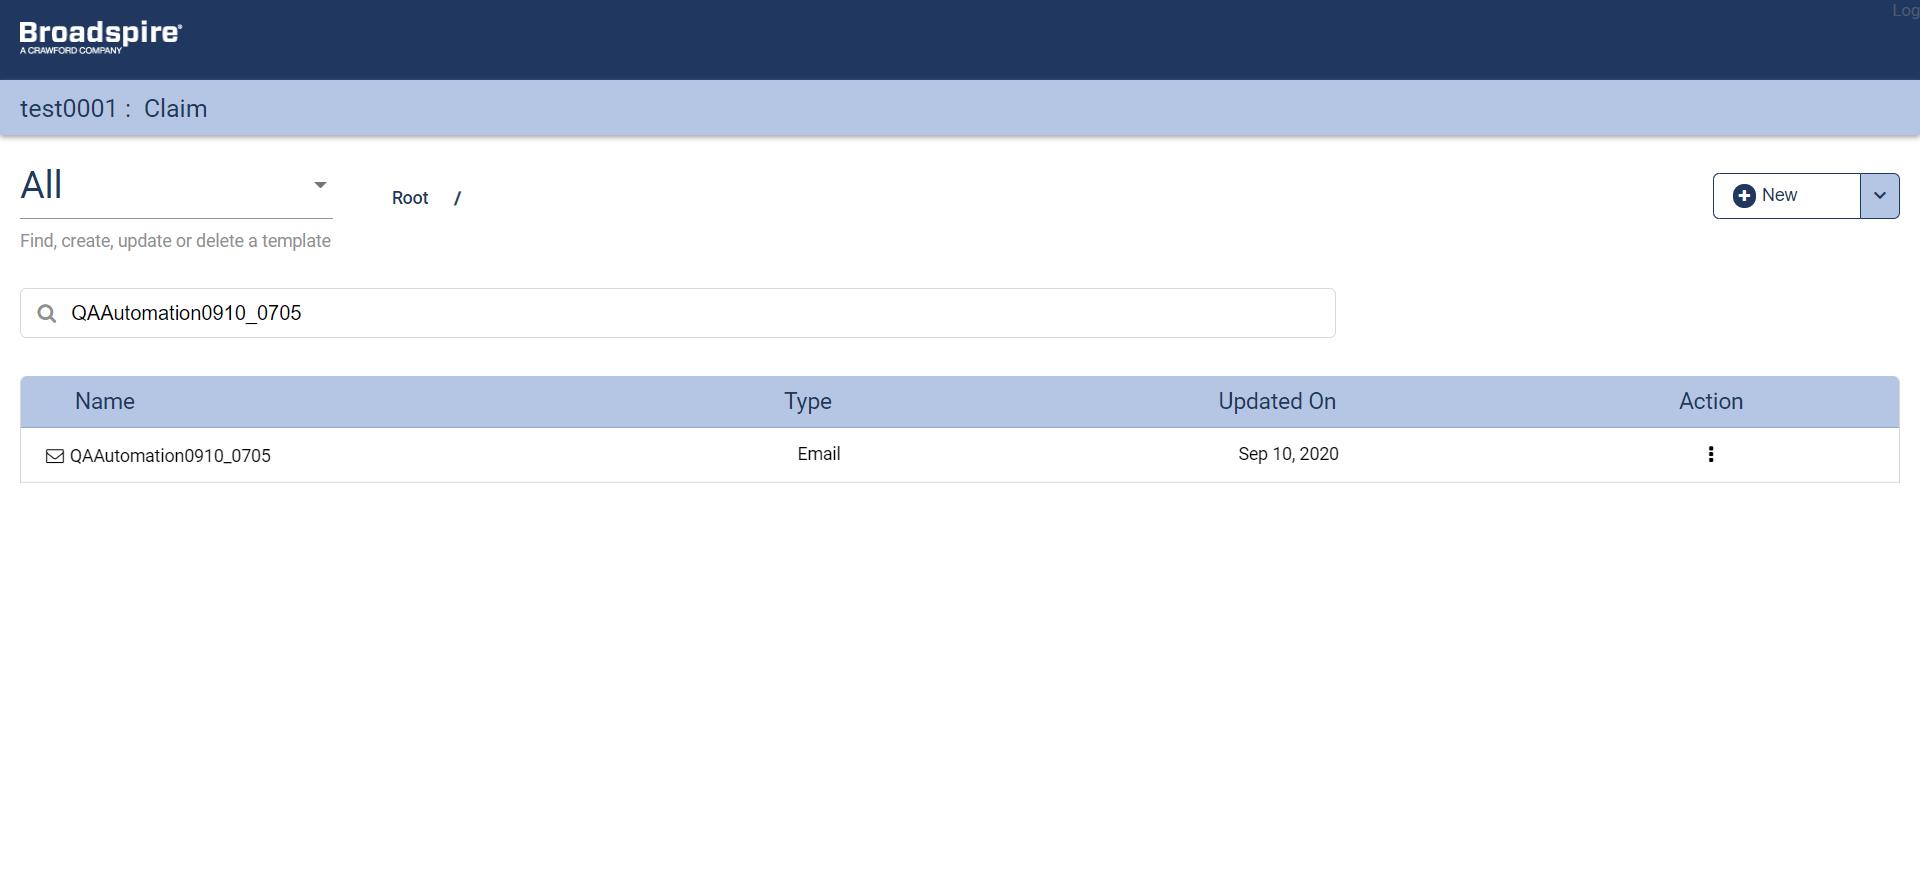 Log
Broadspire®
A CRAWFORD COMPANY
test0001 : Claim
All
Root /
New
Find, create, update or delete a template
QAAutomation0910_0705
Name Type Updated On Action
QAAutomation0910_0705 Email Sep 10, 2020